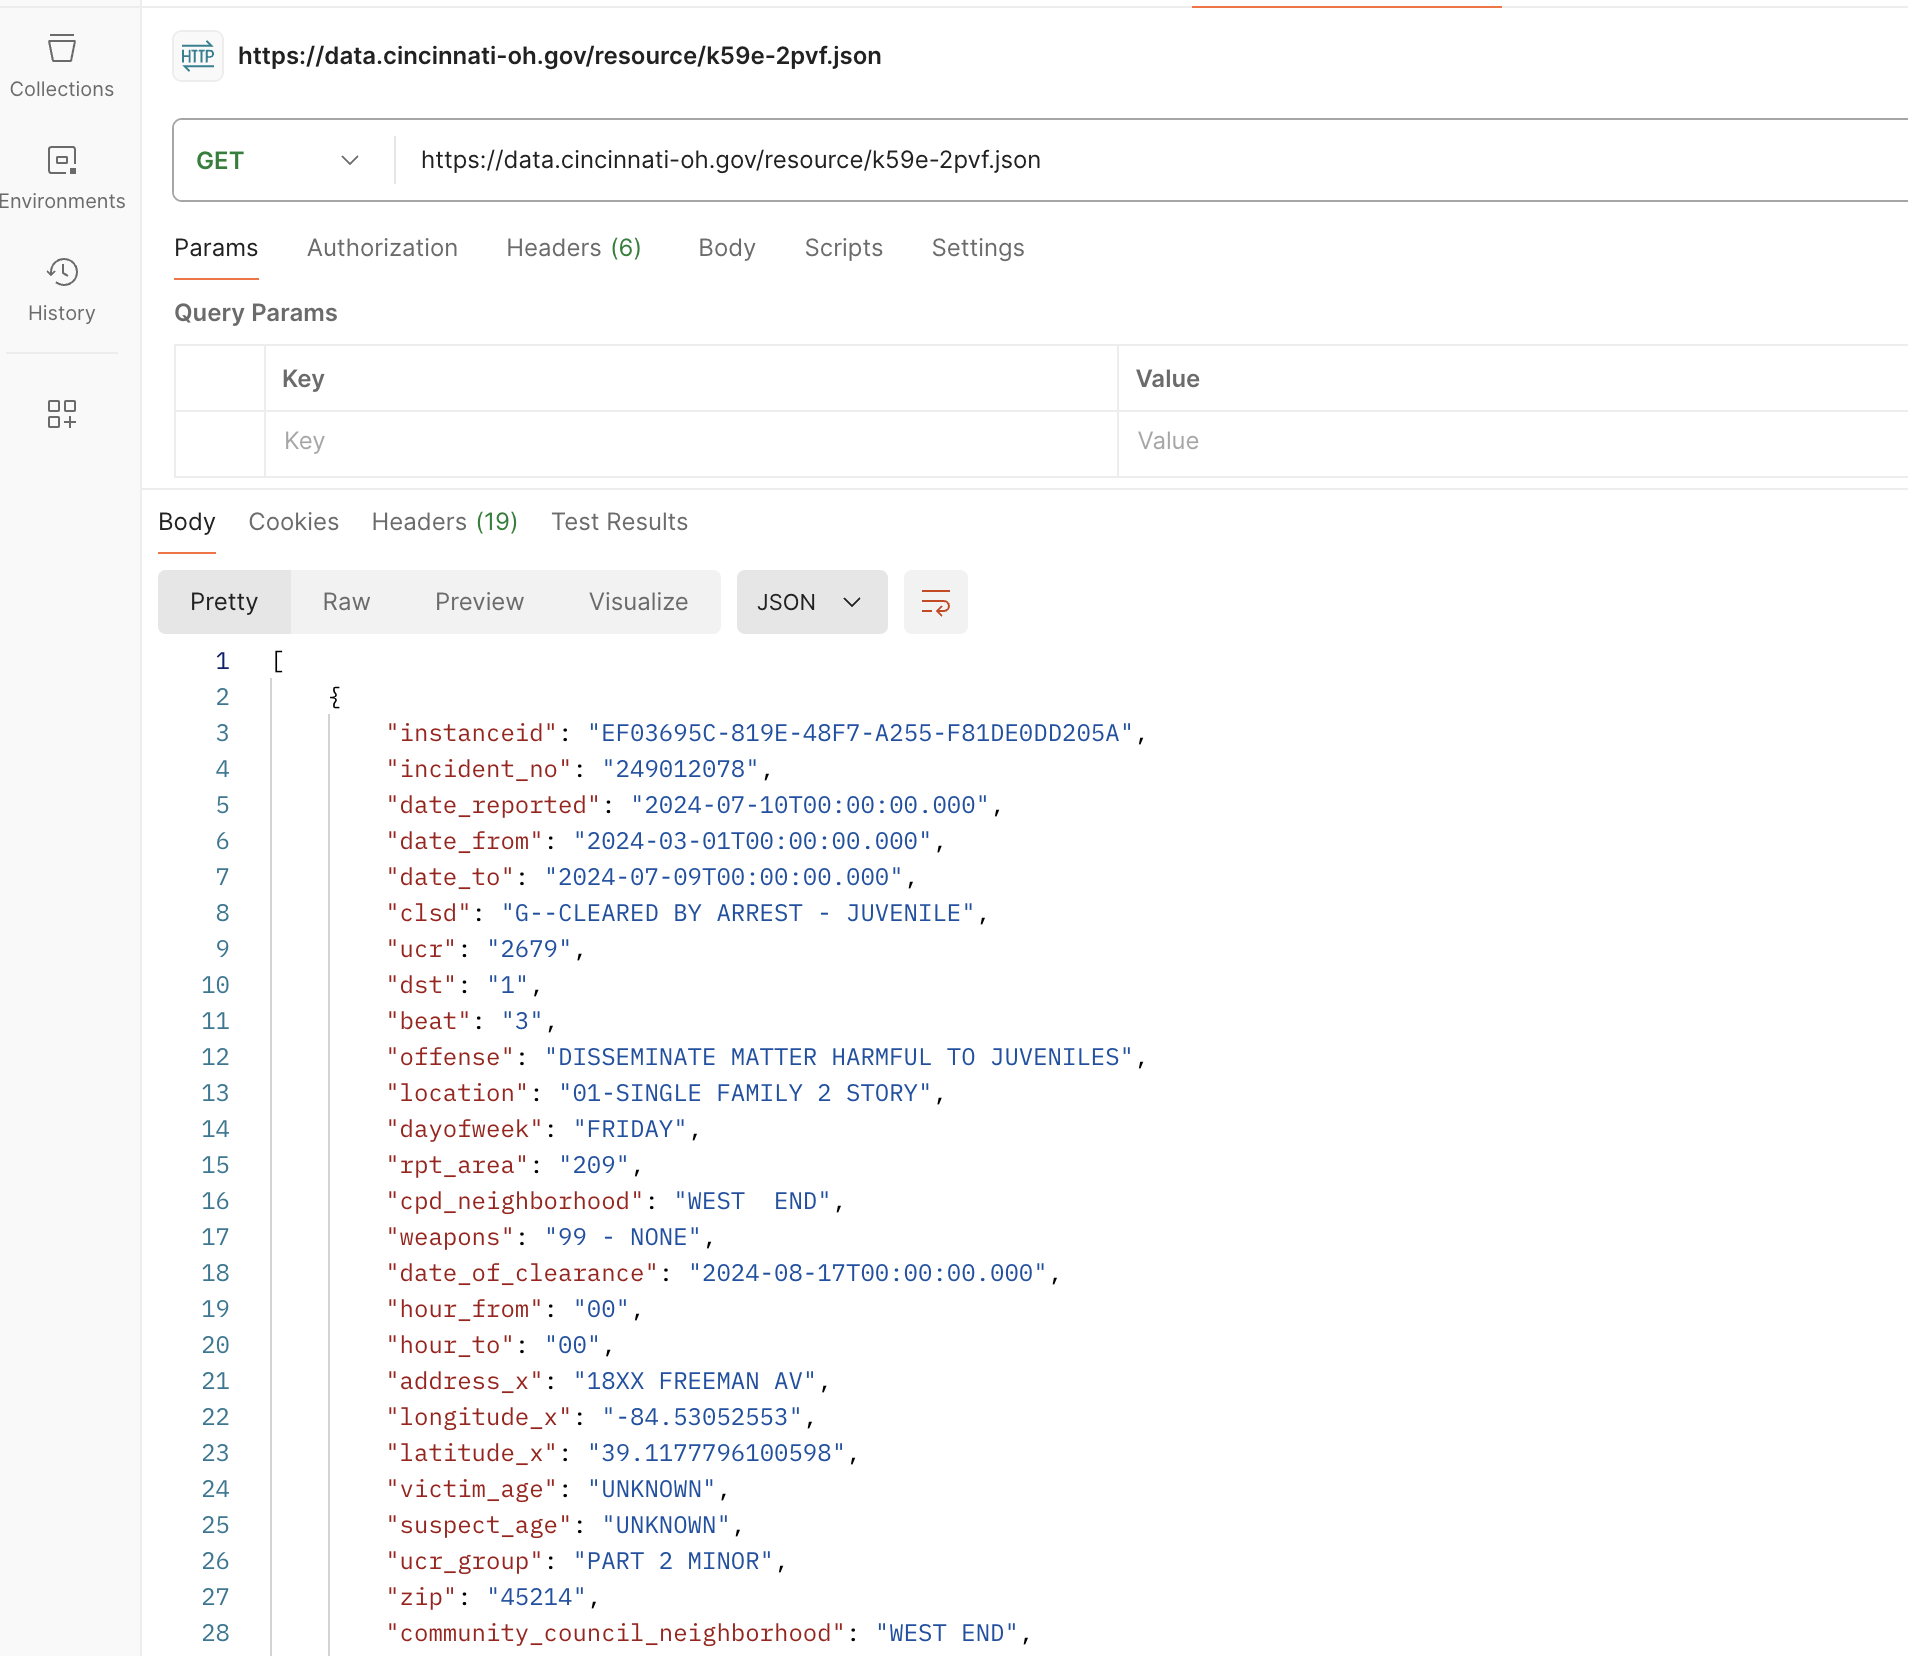 Collections
Environments
History
HTTP
https://data.cincinnati-oh.gov/resource/k59e-2pvf.json
GET
https://data.cincinnati-oh.gov/resource/k59e-2pvf.json
Params Authorization Headers (6) Body Scripts Settings
Query Params
Key Value
Key Value
Body Cookies Headers (19) Test Results
Pretty Raw Preview Visualize JSON
1 [
2 {
3 "instanceid": "EF03695C-819E-48F7-A255-F81DE0DD205A",
4 "incident_no": "249012078",
5 "date_reported": "2024-07-10T00:00:00.000",
6 "date_from": "2024-03-01T00:00:00.000",
7 "date_to": "2024-07-09T00:00:00.000",
8 "clsd": "G--CLEARED BY ARREST - JUVENILE",
9 "ucr": "2679",
10 "dst": "1",
11 "beat": "3",
12 "offense": "DISSEMINATE MATTER HARMFUL TO JUVENILES",
13 "location": "01-SINGLE FAMILY 2 STORY",
14 "dayofweek": "FRIDAY",
15 "rpt_area": "209",
16 "cpd_neighborhood": "WEST  END",
17 "weapons": "99 - NONE",
18 "date_of_clearance": "2024-08-17T00:00:00.000",
19 "hour_from": "00",
20 "hour_to": "00",
21 "address_x": "18XX FREEMAN AV",
22 "longitude_x": "-84.53052553",
23 "latitude_x": "39.1177796100598",
24 "victim_age": "UNKNOWN",
25 "suspect_age": "UNKNOWN",
26 "ucr_group": "PART 2 MINOR",
27 "zip": "45214",
28 "community_council_neighborhood": "WEST END",